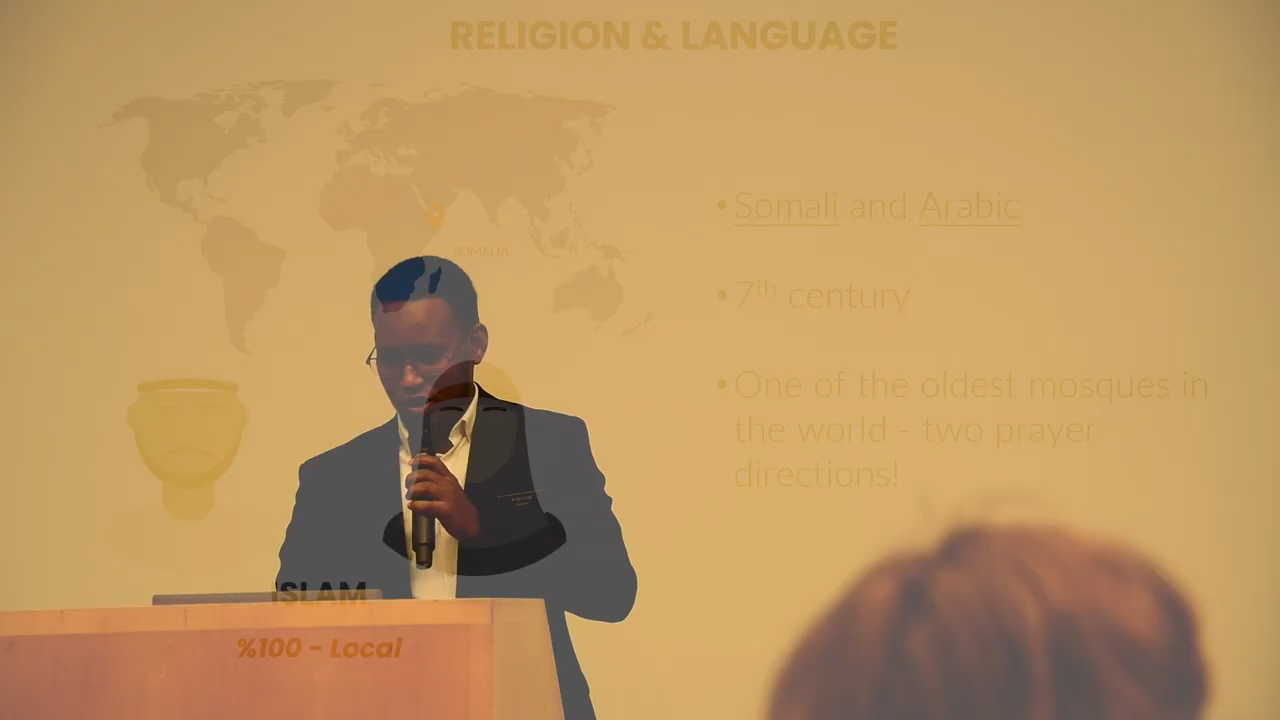 RELIGION & LANGUAGE
SOMALIA
• Somali and Arabic
• 7th century
• One of the oldest mosques in
the world - two prayer
directions!
ISLAM
%100 - Local